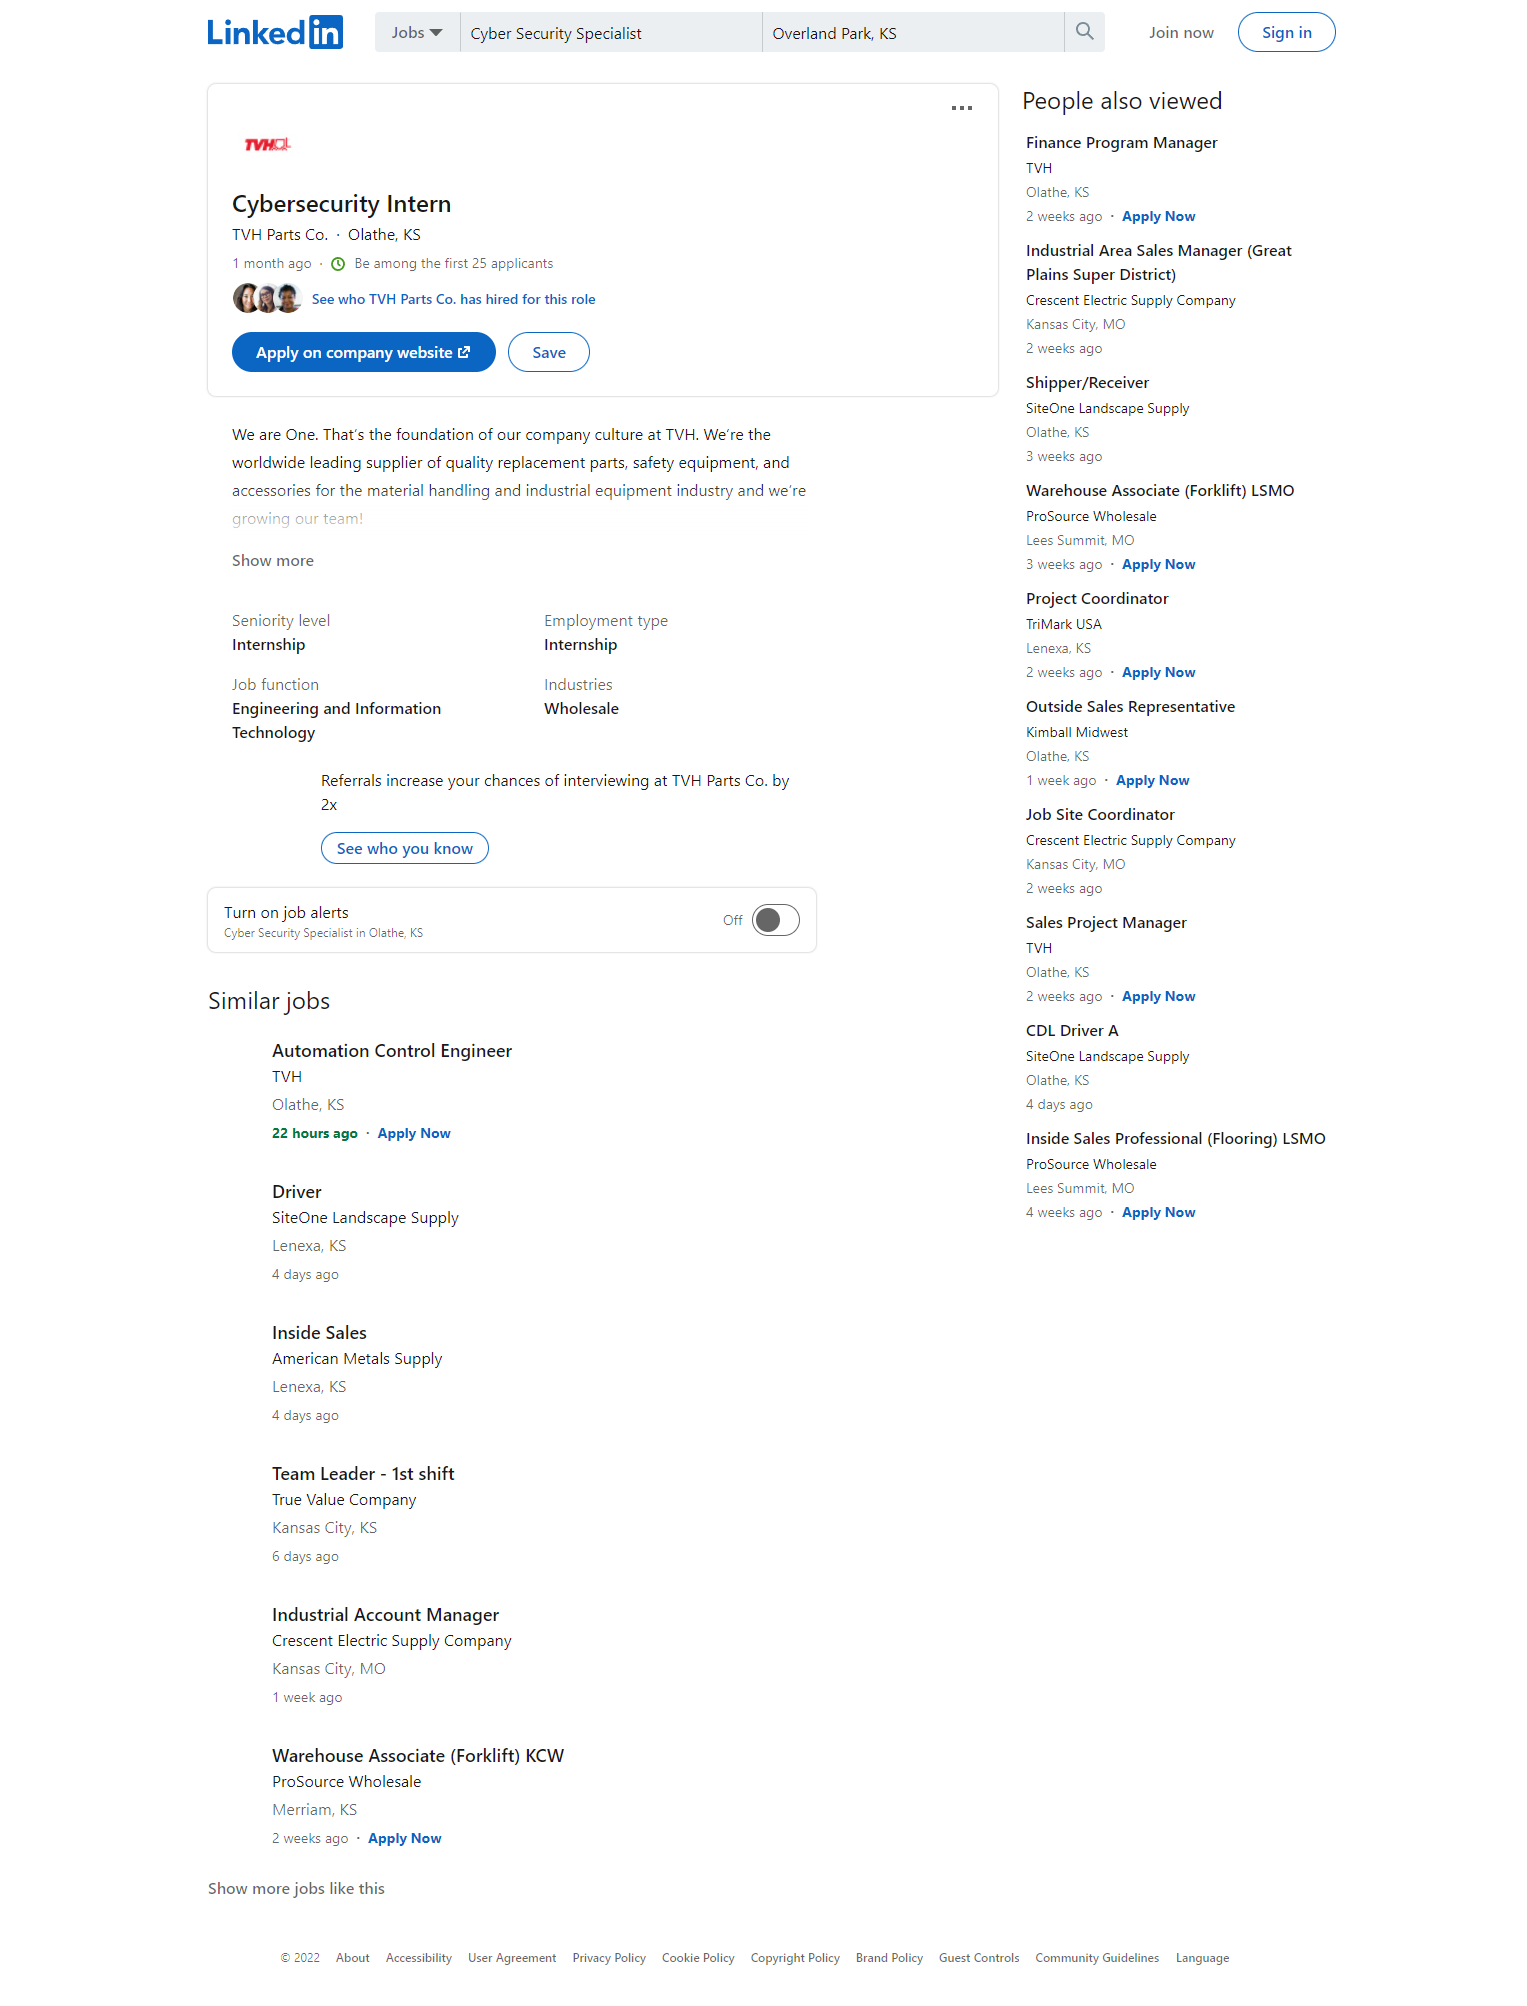 Linked in
Jobs
Cyber Security Specialist
Overland Park, KS
Join now
Sign in
TVH
Cybersecurity Intern
TVH Parts Co. · Olathe, KS
1 month ago · Be among the first 25 applicants
See who TVH Parts Co. has hired for this role
Apply on company website
Save
We are One. That's the foundation of our company culture at TVH. We're the
worldwide leading supplier of quality replacement parts, safety equipment, and
accessories for the material handling and industrial equipment industry and we're
growing our team!
Show more
Seniority level
Internship
Employment type
Internship
Job function
Engineering and Information
Technology
Industries
Wholesale
Referrals increase your chances of interviewing at TVH Parts Co. by
2x
See who you know
Turn on job alerts
Cyber Security Specialist in Olathe, KS
Off
Similar jobs
Automation Control Engineer
TVH
Olathe, KS
22 hours ago · Apply Now
Driver
SiteOne Landscape Supply
Lenexa, KS
4 days ago
Inside Sales
American Metals Supply
Lenexa, KS
4 days ago
Team Leader - 1st shift
True Value Company
Kansas City, KS
6 days ago
Industrial Account Manager
Crescent Electric Supply Company
Kansas City, MO
1 week ago
Warehouse Associate (Forklift) KCW
ProSource Wholesale
Merriam, KS
2 weeks ago · Apply Now
Show more jobs like this
People also viewed
Finance Program Manager
TVH
Olathe, KS
2 weeks ago · Apply Now
Industrial Area Sales Manager (Great
Plains Super District)
Crescent Electric Supply Company
Kansas City, MO
2 weeks ago
Shipper/Receiver
SiteOne Landscape Supply
Olathe, KS
3 weeks ago
Warehouse Associate (Forklift) LSMO
ProSource Wholesale
Lees Summit, MO
3 weeks ago · Apply Now
Project Coordinator
TriMark USA
Lenexa, KS
2 weeks ago · Apply Now
Outside Sales Representative
Kimball Midwest
Olathe, KS
1 week ago · Apply Now
Job Site Coordinator
Crescent Electric Supply Company
Kansas City, MO
2 weeks ago
Sales Project Manager
TVH
Olathe, KS
2 weeks ago · Apply Now
CDL Driver A
SiteOne Landscape Supply
Olathe, KS
4 days ago
Inside Sales Professional (Flooring) LSMO
ProSource Wholesale
Lees Summit, MO
4 weeks ago · Apply Now
© 2022 About Accessibility User Agreement Privacy Policy Cookie Policy Copyright Policy Brand Policy Guest Controls Community Guidelines Language